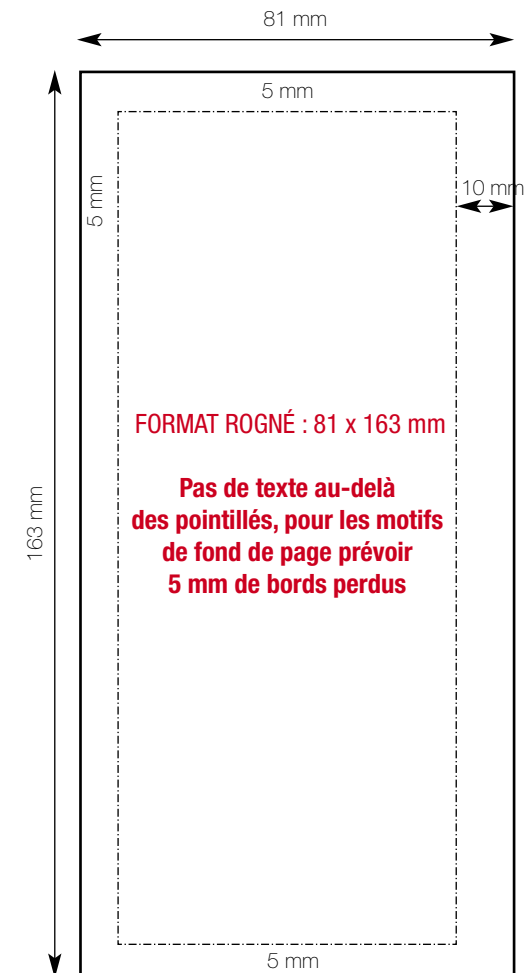 81 mm
5 mm
5 mm
10 mm
163 mm
FORMAT ROGNÉ : 81 x 163 mm
Pas de texte au-delà
des pointillés, pour les motifs
de fond de page prévoir
5 mm de bords perdus
5 mm